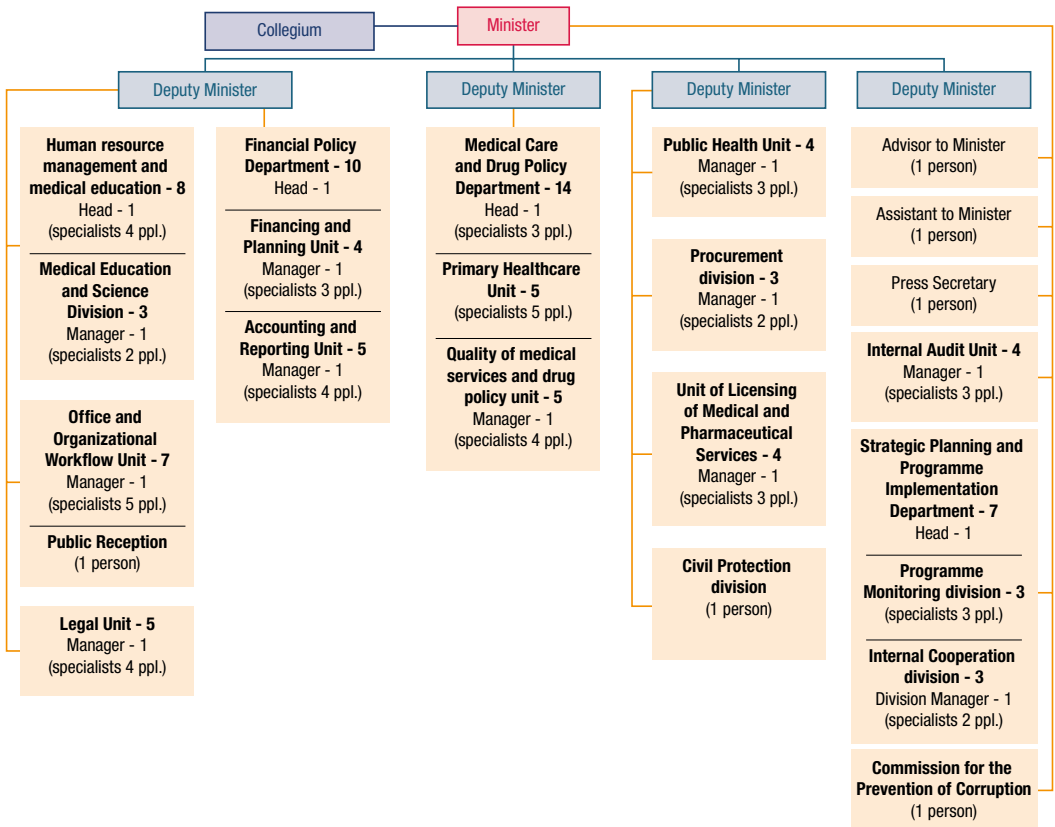 Collegium
Minister
Deputy Minister
Deputy Minister
Deputy Minister
Deputy Minister
Human resource
management and
medical education - 8
Head - 1
(specialists 4 ppl.)
Medical Education
and Science
Division - 3
Manager - 1
(specialists 2 ppl.)
Office and
Organizational
Workflow Unit - 7
Manager - 1
(specialists 5 ppl.)
Public Reception
(1 person)
Legal Unit - 5
Manager - 1
(specialists 4 ppl.)
Financial Policy
Department - 10
Head - 1
Financing and
Planning Unit - 4
Manager - 1
(specialists 3 ppl.)
Accounting and
Reporting Unit - 5
Manager - 1
(specialists 4 ppl.)
Medical Care
and Drug Policy
Department - 14
Head - 1
(specialists 3 ppl.)
Primary Healthcare
Unit - 5
(specialists 5 ppl.)
Quality of medical
services and drug
policy unit - 5
Manager - 1
(specialists 4 ppl.)
Public Health Unit - 4
Manager - 1
(specialists 3 ppl.)
Procurement
division - 3
Manager - 1
(specialists 2 ppl.)
Unit of Licensing
of Medical and
Pharmaceutical
Services - 4
Manager - 1
(specialists 3 ppl.)
Civil Protection
division
(1 person)
Advisor to Minister
(1 person)
Assistant to Minister
(1 person)
Press Secretary
(1 person)
Internal Audit Unit - 4
Manager - 1
(specialists 3 ppl.)
Strategic Planning and
Programme
Implementation
Department - 7
Head - 1
Programme
Monitoring division - 3
(specialists 3 ppl.)
Internal Cooperation
division - 3
Division Manager - 1
(specialists 2 ppl.)
Commission for the
Prevention of Corruption
(1 person)